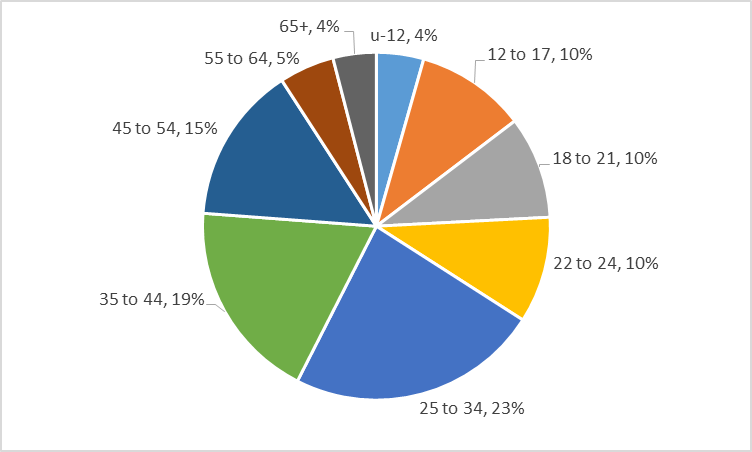 u-12, 4%
12 to 17, 10%
18 to 21, 10%
22 to 24, 10%
25 to 34, 23%
35 to 44, 19%
45 to 54, 15%
55 to 64, 5%
65+, 4%